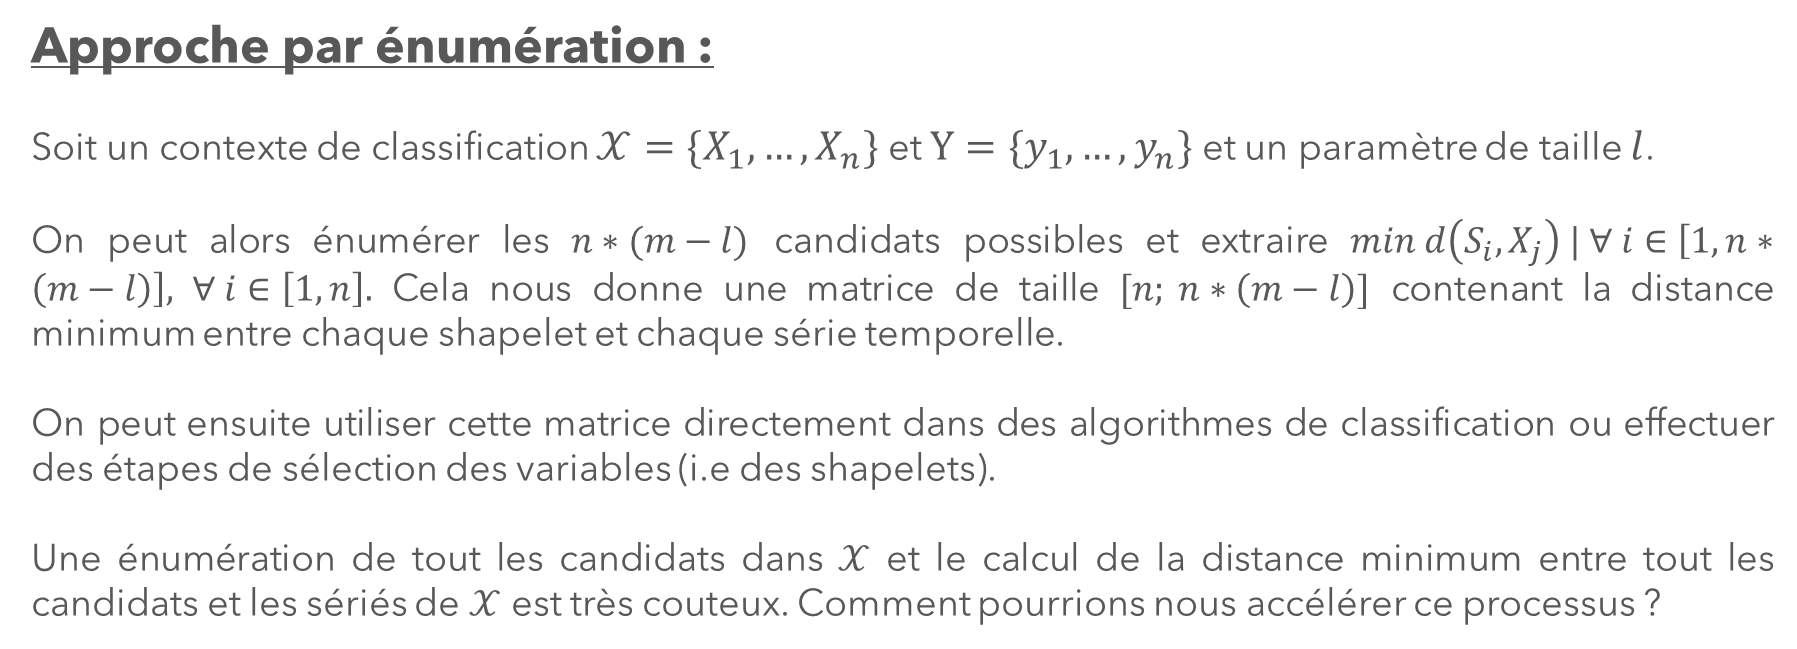 Approche par énumération :
Soit un contexte de classification 𝒳 = {X₁, … , Xₙ} et Y = {y₁, … , yₙ} et un paramètre de taille l.
On peut alors énumérer les n ∗ (m − l) candidats possibles et extraire min d(Sᵢ, Xⱼ) | ∀ i ∈ [1, n ∗
(m − l)], ∀ i ∈ [1, n]. Cela nous donne une matrice de taille [n; n ∗ (m − l)] contenant la distance
minimum entre chaque shapelet et chaque série temporelle.
On peut ensuite utiliser cette matrice directement dans des algorithmes de classification ou effectuer
des étapes de sélection des variables (i.e des shapelets).
Une énumération de tout les candidats dans 𝒳 et le calcul de la distance minimum entre tout les
candidats et les sériés de 𝒳 est très couteux. Comment pourrions nous accélérer ce processus ?